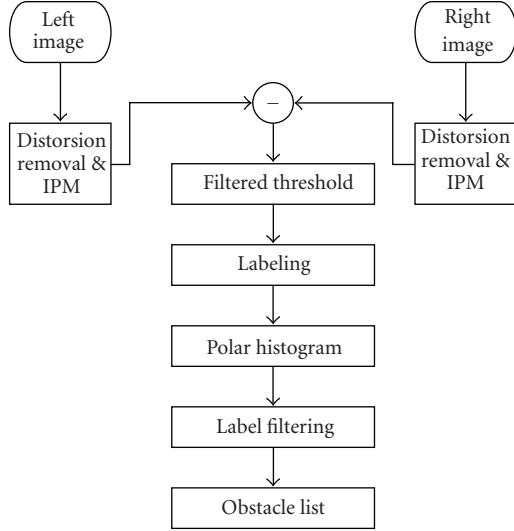 Left
image
Right
image
−
Distorsion
removal &
IPM
Distorsion
removal &
IPM
Filtered threshold
Labeling
Polar histogram
Label filtering
Obstacle list